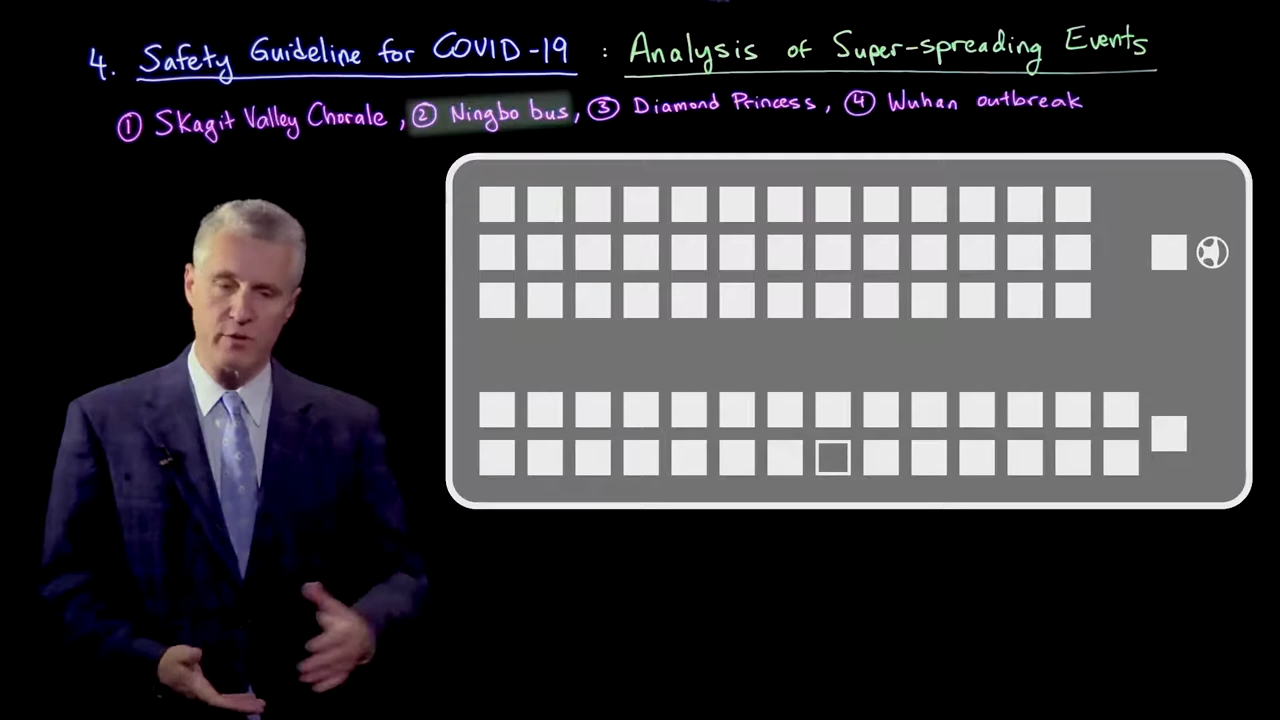 4. Safety Guideline for COVID-19 : Analysis of Super-spreading Events
① Skagit Valley Chorale, ② Ningbo bus, ③ Diamond Princess, ④ Wuhan outbreak